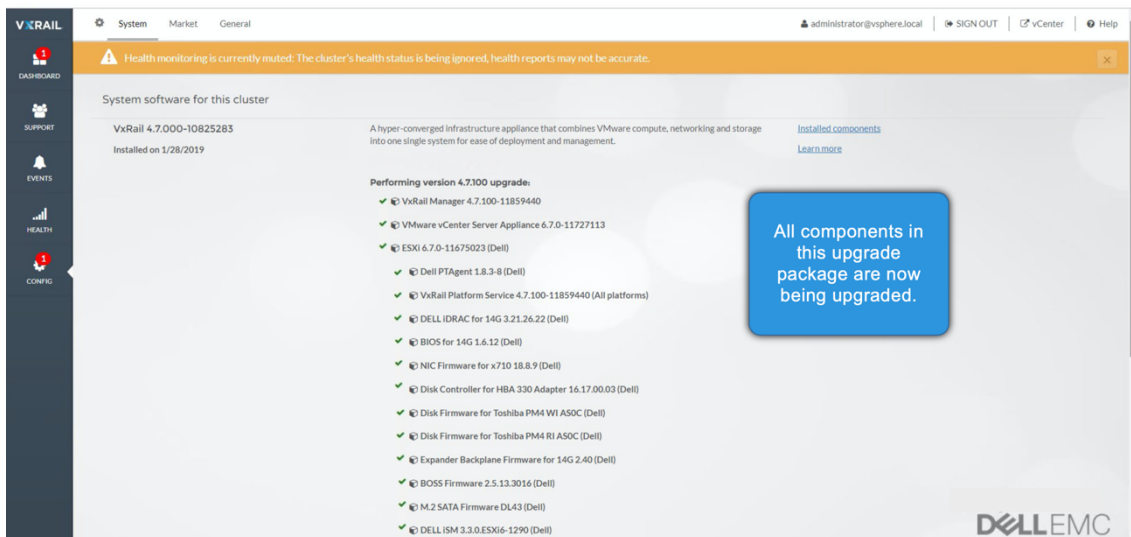 VXRAIL
System Market General
administrator@vsphere.local SIGN OUT vCenter Help
1
DASHBOARD
Health monitoring is currently muted: The cluster's health status is being ignored, health reports may not be accurate.
SUPPORT
EVENTS
HEALTH
1
CONFIG
System software for this cluster
VxRail 4.7.000-10825283
Installed on 1/28/2019
A hyper-converged infrastructure appliance that combines VMware compute, networking and storage
into one single system for ease of deployment and management.
Installed components
Learn more
Performing version 4.7.100 upgrade:
VxRail Manager 4.7.100-11859440
VMware vCenter Server Appliance 6.7.0-11727113
ESXi 6.7.0-11675023 (Dell)
Dell PTAgent 1.8.3-8 (Dell)
VxRail Platform Service 4.7.100-11859440 (All platforms)
DELL iDRAC for 14G 3.21.26.22 (Dell)
BIOS for 14G 1.6.12 (Dell)
NIC Firmware for x710 18.8.9 (Dell)
Disk Controller for HBA 330 Adapter 16.17.00.03 (Dell)
Disk Firmware for Toshiba PM4 WI AS0C (Dell)
Disk Firmware for Toshiba PM4 RI AS0C (Dell)
Expander Backplane Firmware for 14G 2.40 (Dell)
BOSS Firmware 2.5.13.3016 (Dell)
M.2 SATA Firmware DL43 (Dell)
DELL iSM 3.3.0.ESXi6-1290 (Dell)
All components in
this upgrade
package are now
being upgraded.
DELLEMC